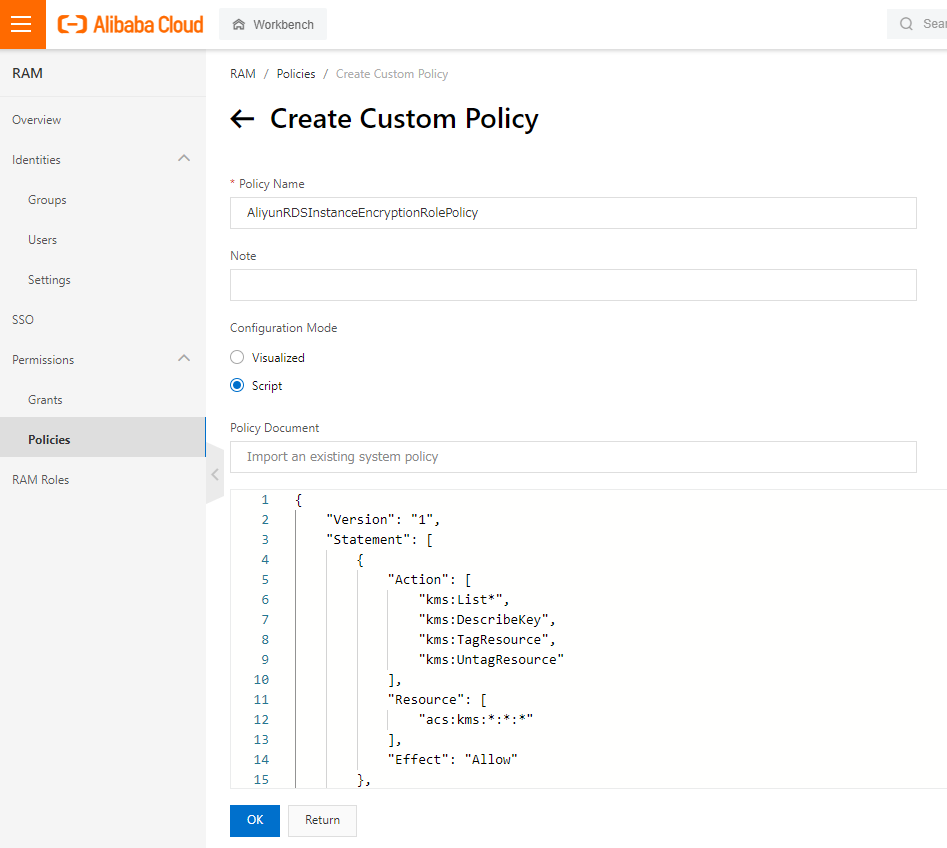 Alibaba Cloud
Workbench
RAM
Overview
Identities
Groups
Users
Settings
SSO
Permissions
Grants
Policies
RAM Roles
RAM / Policies / Create Custom Policy
Create Custom Policy
* Policy Name
AliyunRDSInstanceEncryptionRolePolicy
Note
Configuration Mode
Visualized
Script
Policy Document
Import an existing system policy
1 {
2 "Version": "1",
3 "Statement": [
4 {
5 "Action": [
6 "kms:List*",
7 "kms:DescribeKey",
8 "kms:TagResource",
9 "kms:UntagResource"
10 ],
11 "Resource": [
12 "acs:kms:*:*:*"
13 ],
14 "Effect": "Allow"
15 },
OK
Return